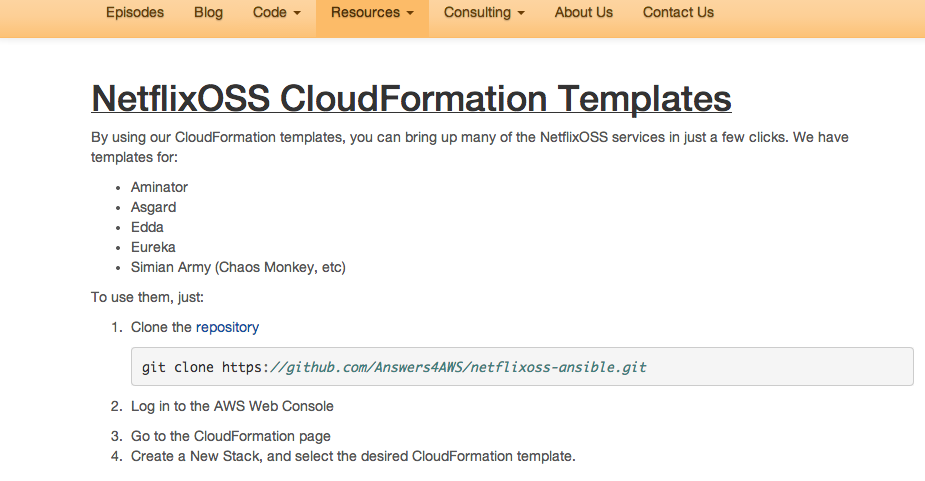 Episodes Blog Code Resources Consulting About Us Contact Us
NetflixOSS CloudFormation Templates
By using our CloudFormation templates, you can bring up many of the NetflixOSS services in just a few clicks. We have
templates for:
• Aminator
• Asgard
• Edda
• Eureka
• Simian Army (Chaos Monkey, etc)
To use them, just:
1. Clone the repository
git clone https://github.com/Answers4AWS/netflixoss-ansible.git
2. Log in to the AWS Web Console
3. Go to the CloudFormation page
4. Create a New Stack, and select the desired CloudFormation template.